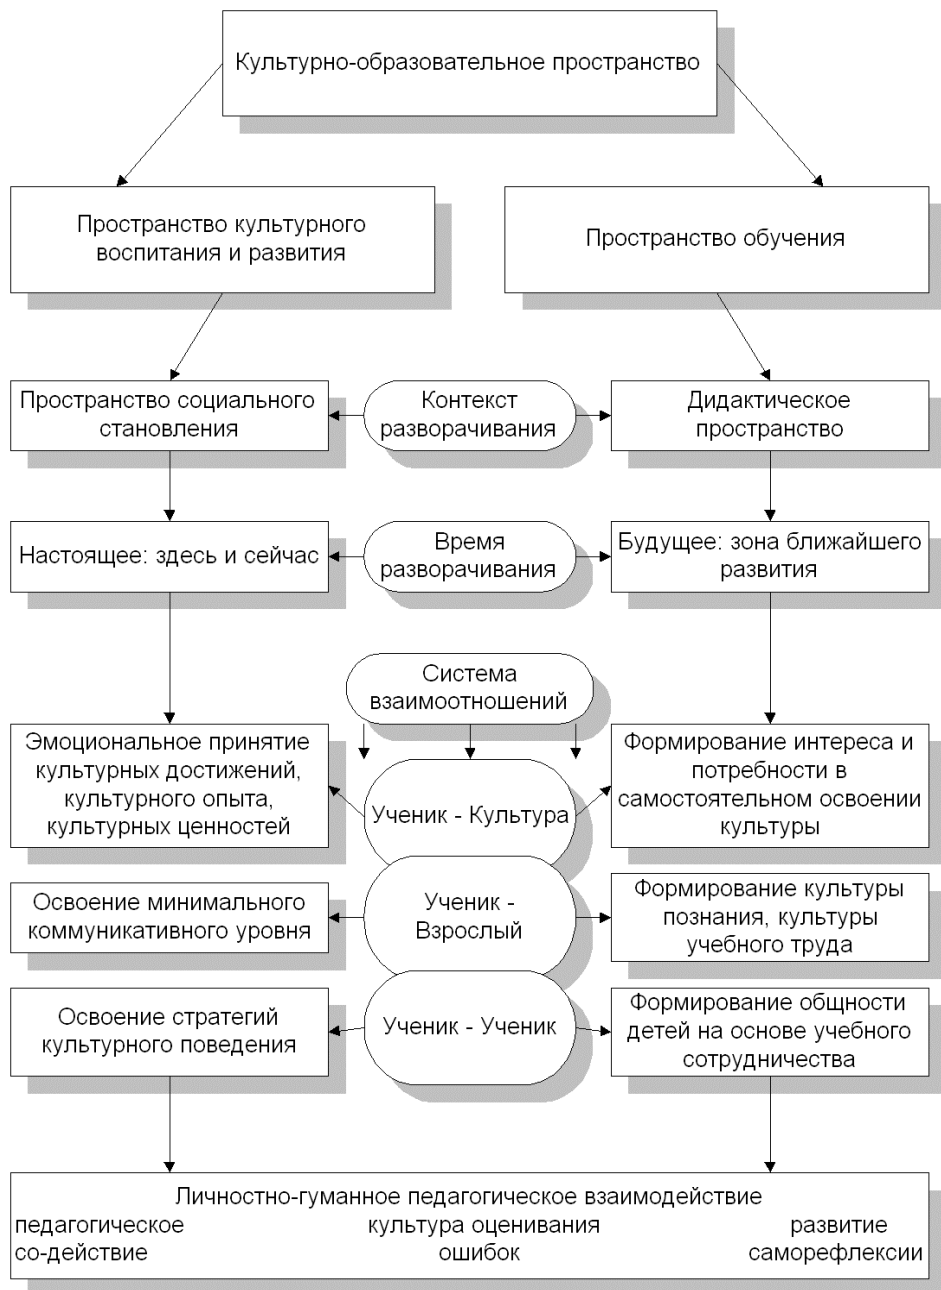 Культурно-образовательное пространство
Пространство культурного
воспитания и развития
Пространство обучения
Пространство социального
становления
Контекст
разворачивания
Дидактическое
пространство
Настоящее: здесь и сейчас
Время
разворачивания
Будущее: зона ближайшего
развития
Система
взаимоотношений
Эмоциональное принятие
культурных достижений,
культурного опыта,
культурных ценностей
Ученик - Культура
Формирование интереса и
потребности в
самостоятельном освоении
культуры
Освоение минимального
коммуникативного уровня
Ученик -
Взрослый
Формирование культуры
познания, культуры
учебного труда
Освоение стратегий
культурного поведения
Ученик - Ученик
Формирование общности
детей на основе учебного
сотрудничества
Личностно-гуманное педагогическое взаимодействие
педагогическое
со-действие
культура оценивания
ошибок
развитие
саморефлексии